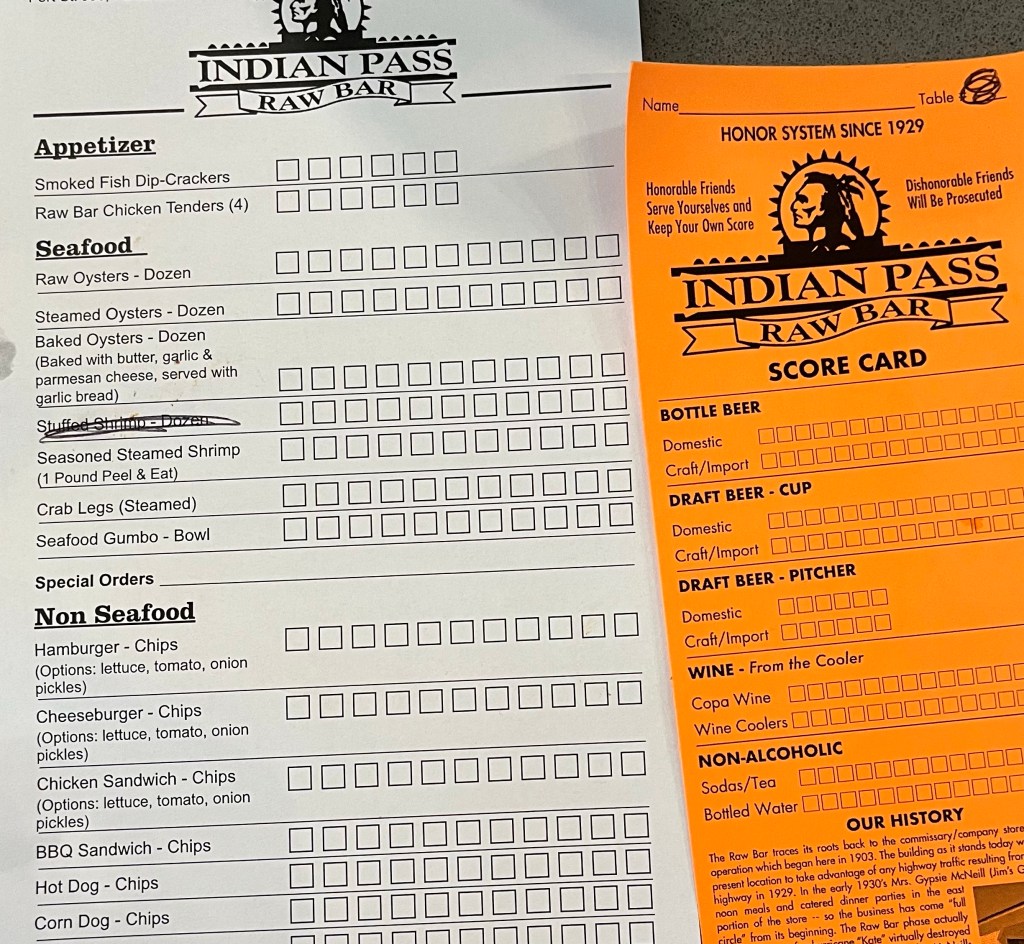 INDIAN PASS
RAW BAR
Appetizer
Smoked Fish Dip-Crackers
Raw Bar Chicken Tenders (4)
Seafood
Raw Oysters - Dozen
Steamed Oysters - Dozen
Baked Oysters - Dozen
(Baked with butter, garlic &
parmesan cheese, served with
garlic bread)
Stuffed Shrimp - Dozen
Seasoned Steamed Shrimp
(1 Pound Peel & Eat)
Crab Legs (Steamed)
Seafood Gumbo - Bowl
Special Orders
Non Seafood
Hamburger - Chips
(Options: lettuce, tomato, onion
pickles)
Cheeseburger - Chips
(Options: lettuce, tomato, onion
pickles)
Chicken Sandwich - Chips
(Options: lettuce, tomato, onion
pickles)
BBQ Sandwich - Chips
Hot Dog - Chips
Corn Dog - Chips
Name Table
HONOR SYSTEM SINCE 1929
Honorable Friends
Serve Yourselves and
Keep Your Own Score
Dishonorable Friends
Will Be Prosecuted
INDIAN PASS
RAW BAR
SCORE CARD
BOTTLE BEER
Domestic
Craft/Import
DRAFT BEER - CUP
Domestic
Craft/Import
DRAFT BEER - PITCHER
Domestic
Craft/Import
WINE - From the Cooler
Copa Wine
Wine Coolers
NON-ALCOHOLIC
Sodas/Tea
Bottled Water
OUR HISTORY
The Raw Bar traces its roots back to the commissary/company store
operation which began here in 1903. The building as it stands today w
present location to take advantage of any highway traffic resulting from
highway in 1929. In the early 1930's Mrs. Gypsie McNeill (Jim's G
noon meals and catered dinner parties in the east
portion of the store -- so the business has come "full
circle" from its beginning. The Raw Bar phase actually
"Kate" virtually destroyed